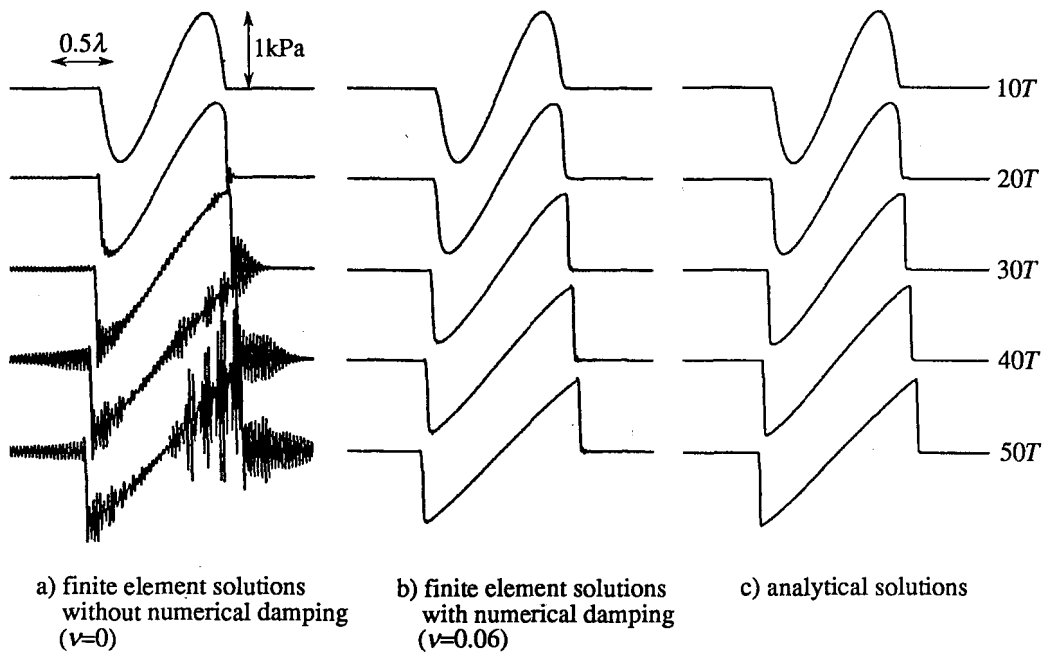 0.5λ
1kPa
10T
20T
30T
40T
50T
a) finite element solutions
without numerical damping
(ν=0)
b) finite element solutions
with numerical damping
(ν=0.06)
c) analytical solutions